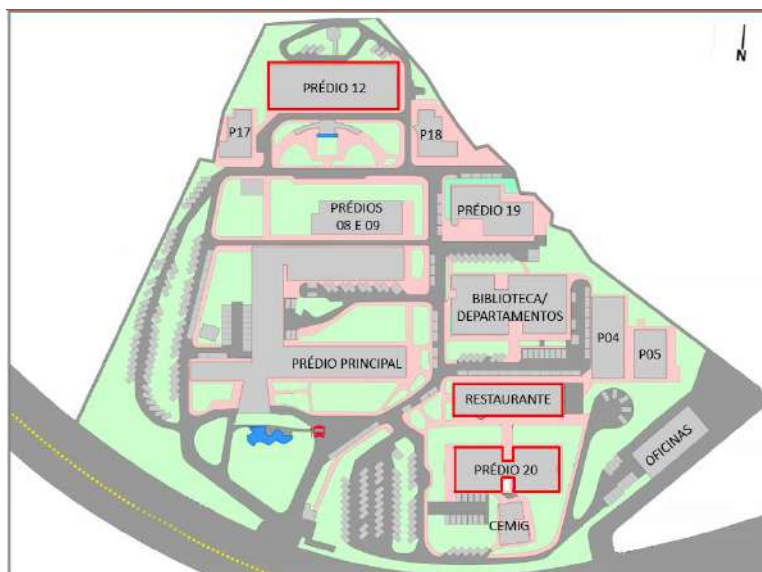 N
PRÉDIO 12
P17
P18
PRÉDIOS
08 E 09
PRÉDIO 19
BIBLIOTECA/
DEPARTAMENTOS
P04
P05
PRÉDIO PRINCIPAL
RESTAURANTE
OFICINAS
PRÉDIO 20
CEMIG